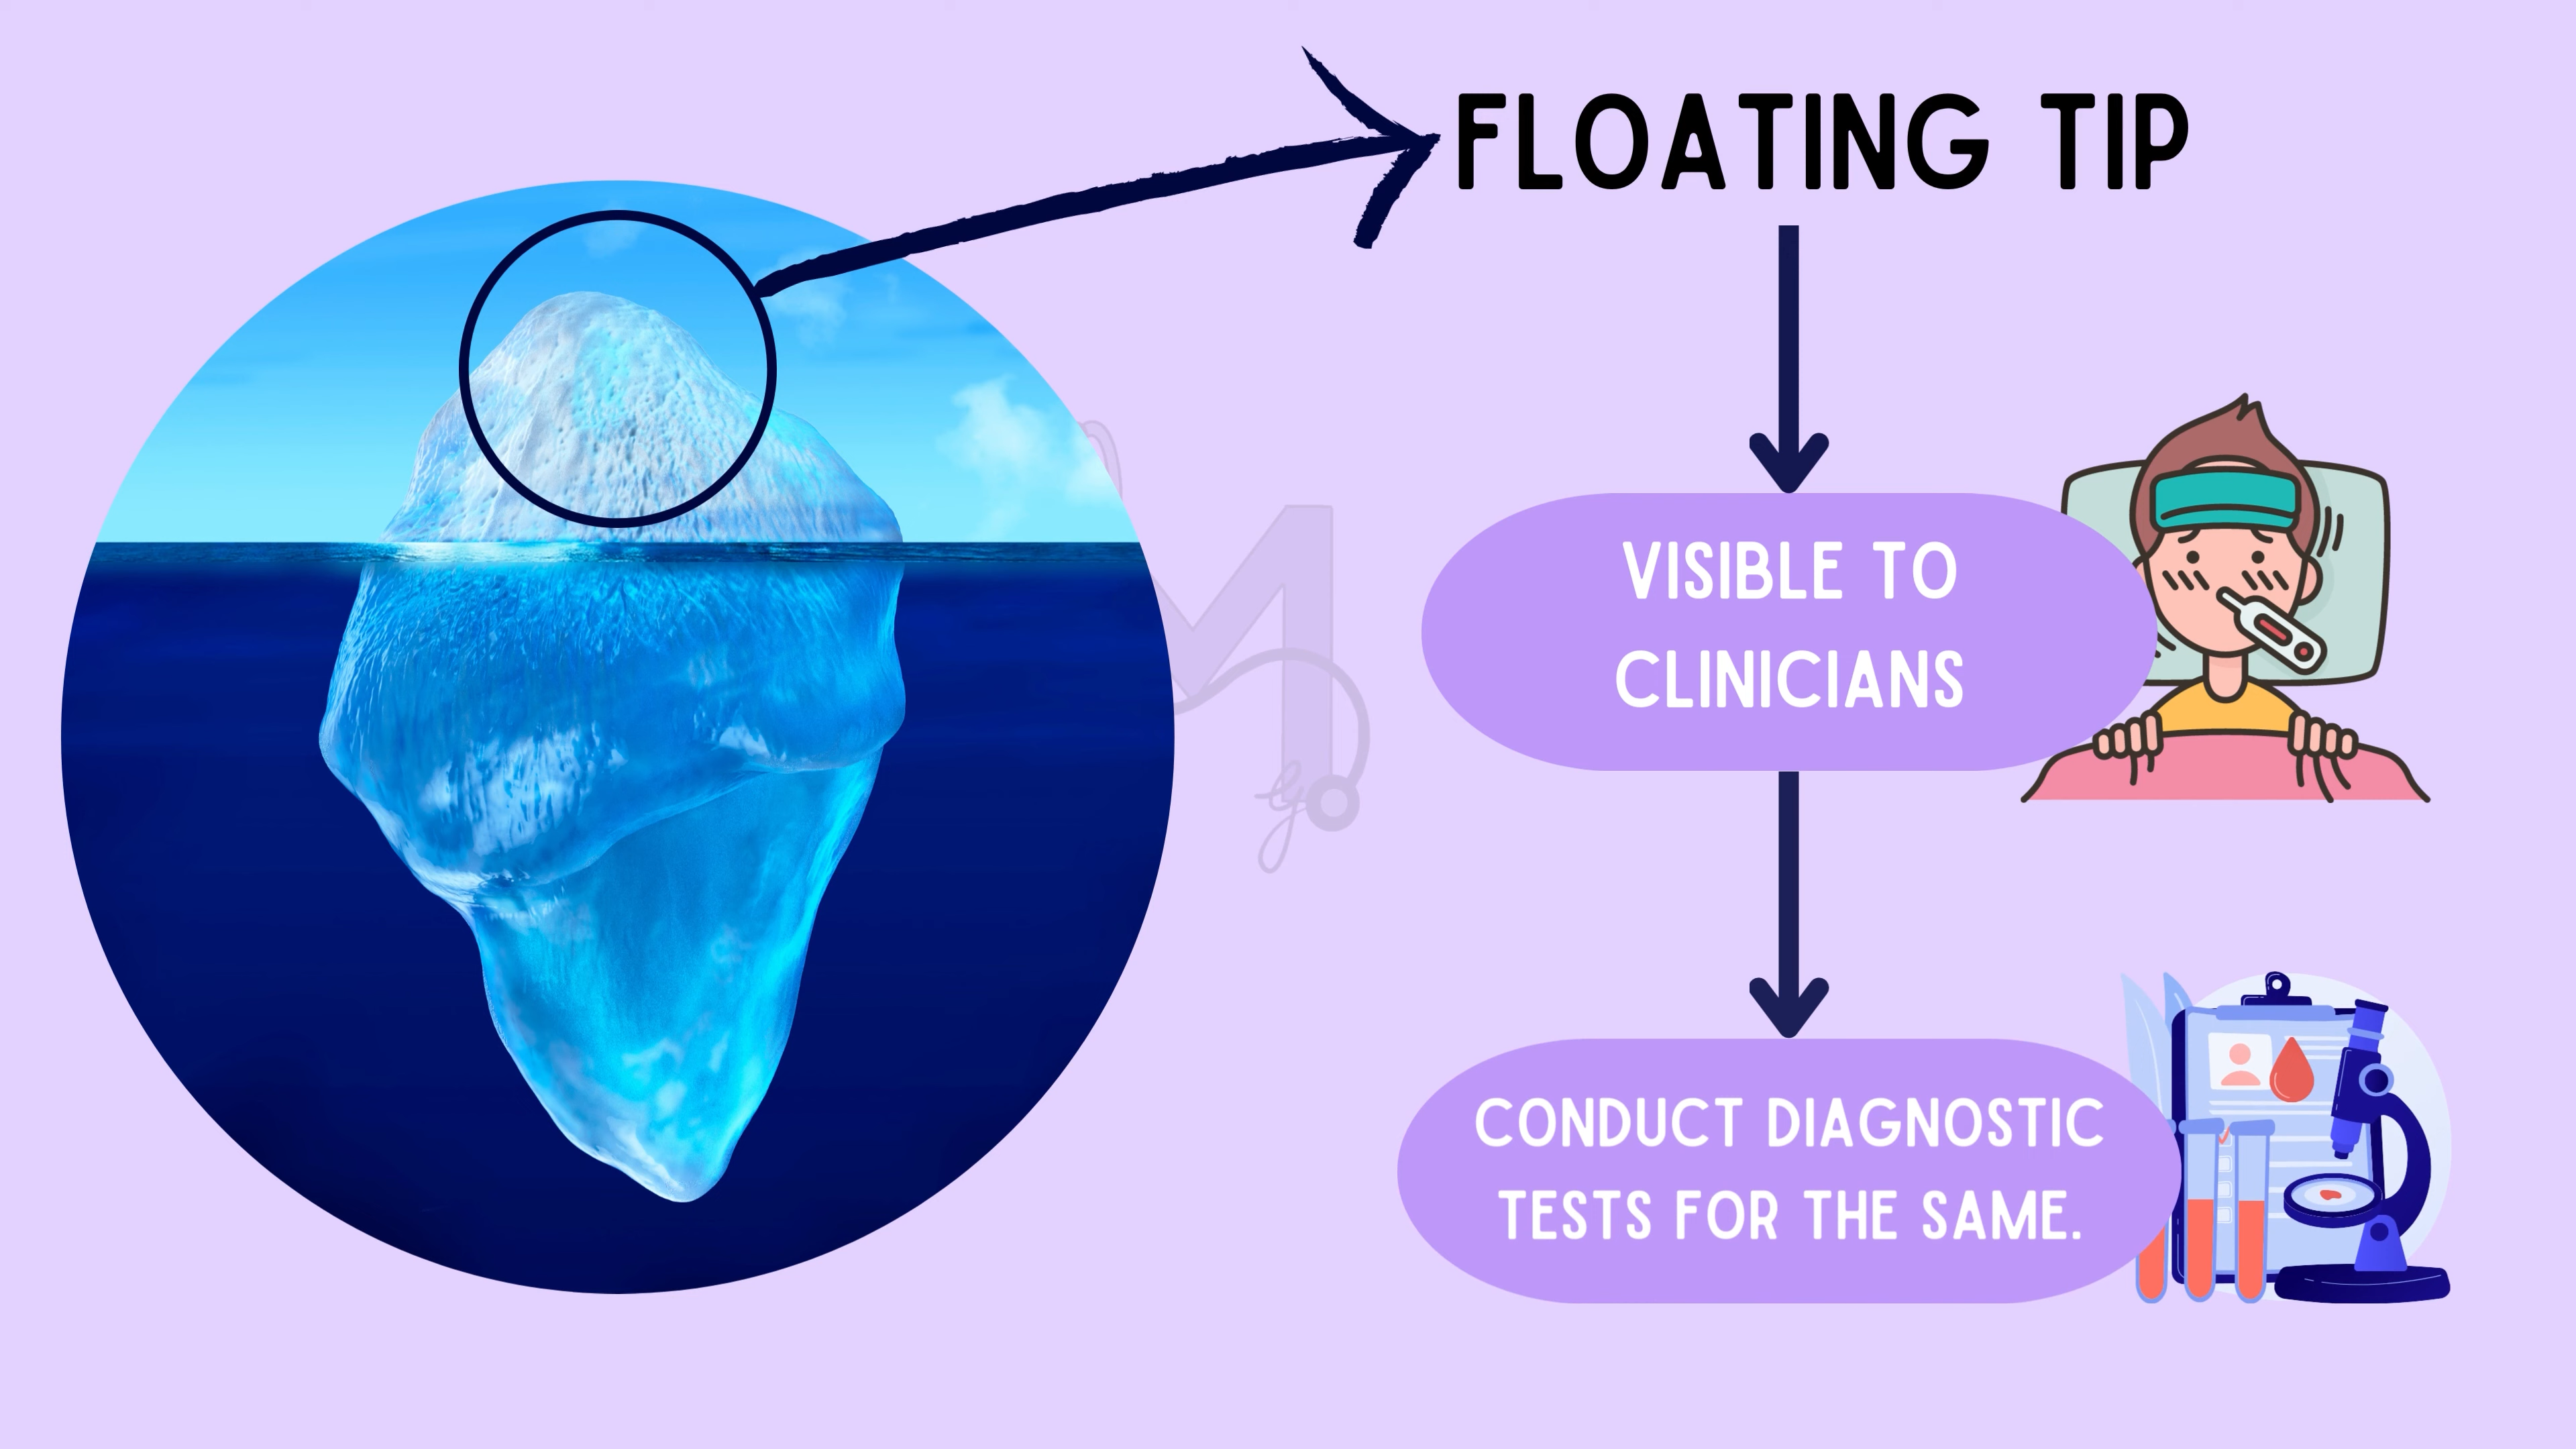 FLOATING TIP
VISIBLE TO
CLINICIANS
CONDUCT DIAGNOSTIC
TESTS FOR THE SAME.